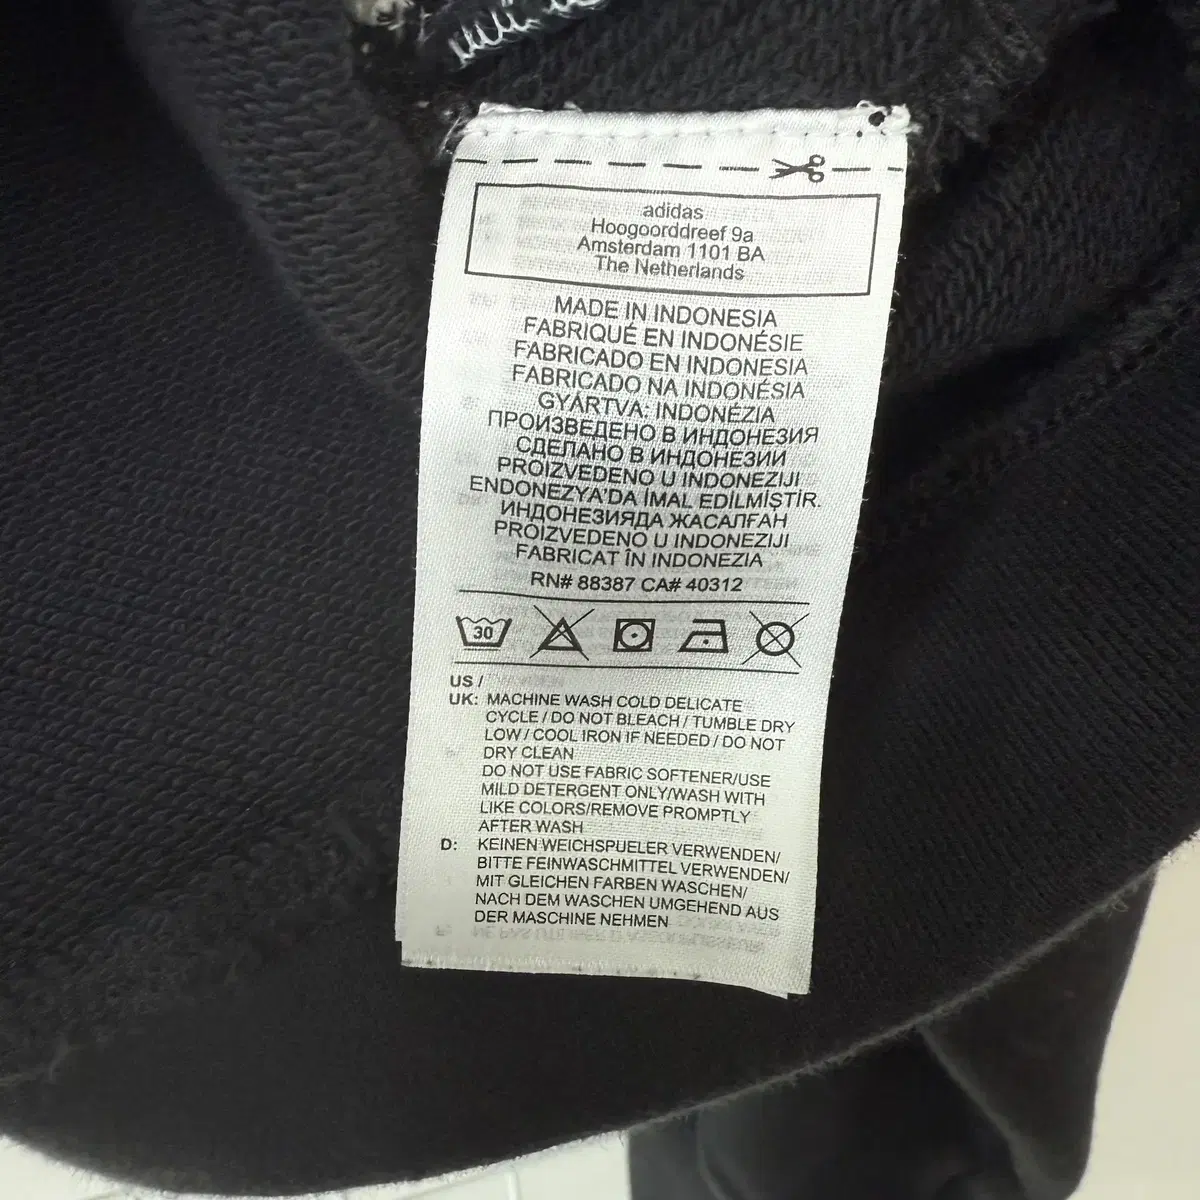 adidas
Hoogoorddreef 9a
Amsterdam 1101 BA
The Netherlands
MADE IN INDONESIA
FABRIQUÉ EN INDONÉSIE
FABRICADO EN INDONESIA
FABRICADO NA INDONÉSIA
GYÁRTVA: INDONÉZIA
ПРОИЗВЕДЕНО В ИНДОНЕЗИЯ
СДЕЛАНО В ИНДОНЕЗИИ
PROIZVEDENO U INDONEZIJI
ENDONEZYA'DA İMAL EDİLMİŞTİR.
ИНДОНЕЗИЯДА ЖАСАЛҒАН
PROIZVEDENO U INDONEZIJI
FABRICAT ÎN INDONEZIA
RN# 88387 CA# 40312
30
US /
UK: MACHINE WASH COLD DELICATE
CYCLE / DO NOT BLEACH / TUMBLE DRY
LOW / COOL IRON IF NEEDED / DO NOT
DRY CLEAN
DO NOT USE FABRIC SOFTENER/USE
MILD DETERGENT ONLY/WASH WITH
LIKE COLORS/REMOVE PROMPTLY
AFTER WASH
D: KEINEN WEICHSPUELER VERWENDEN/
BITTE FEINWASCHMITTEL VERWENDEN/
MIT GLEICHEN FARBEN WASCHEN/
NACH DEM WASCHEN UMGEHEND AUS
DER MASCHINE NEHMEN